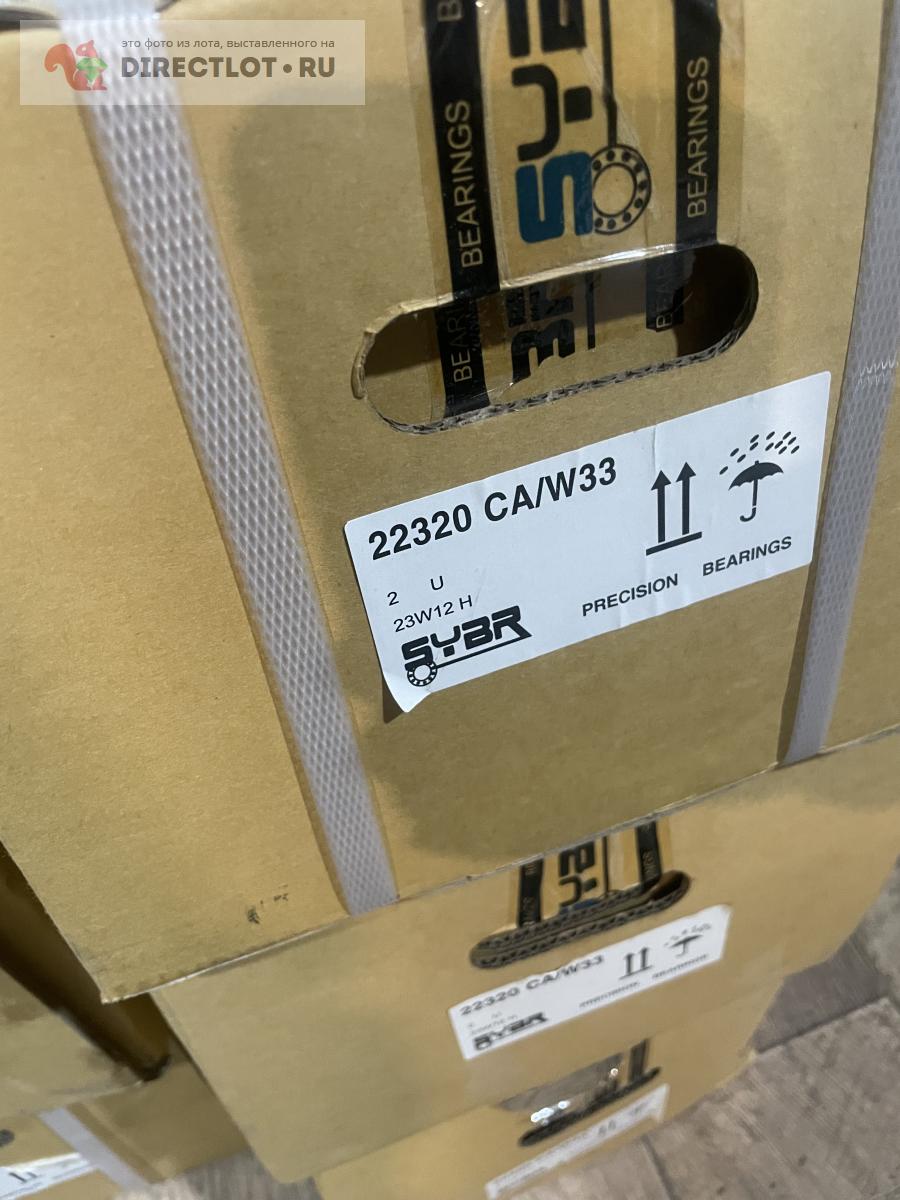 это фото из лота, выставленного на
DIRECTLOT•RU
BEARINGS
SYB
BEARINGS
22320 CA/W33
2 U
23W12 H
SYBR
PRECISION BEARINGS
22320 CA/W33
SYBR